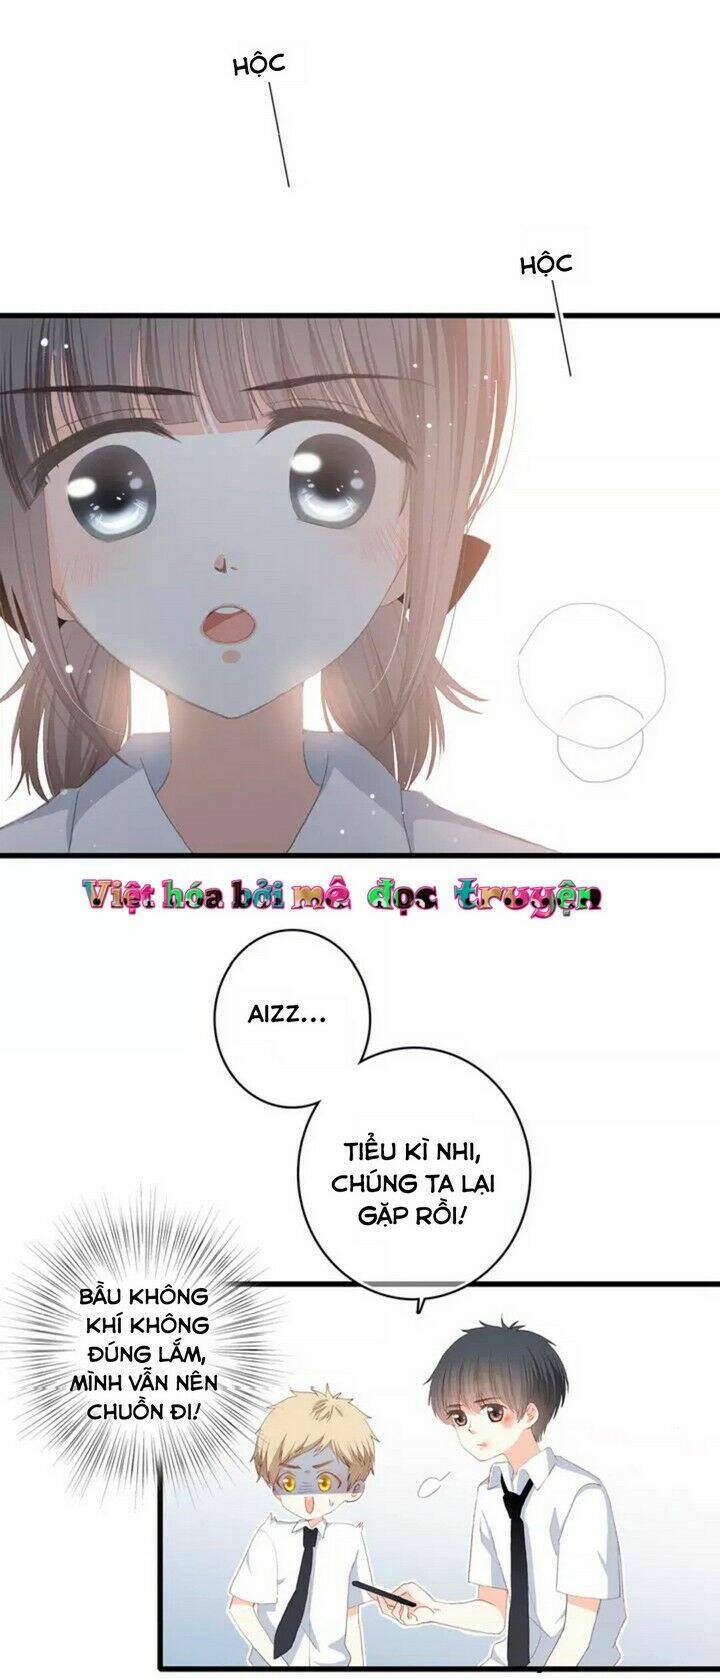 HỘC
HỘC
Việt hóa bởi mê đọc truyện
AIZZ...
TIỂU KÌ NHI,
CHÚNG TA LẠI
GẶP RỒI!
BẦU KHÔNG
KHÍ KHÔNG
ĐÚNG LẮM,
MÌNH VẪN NÊN
CHUỒN ĐI!